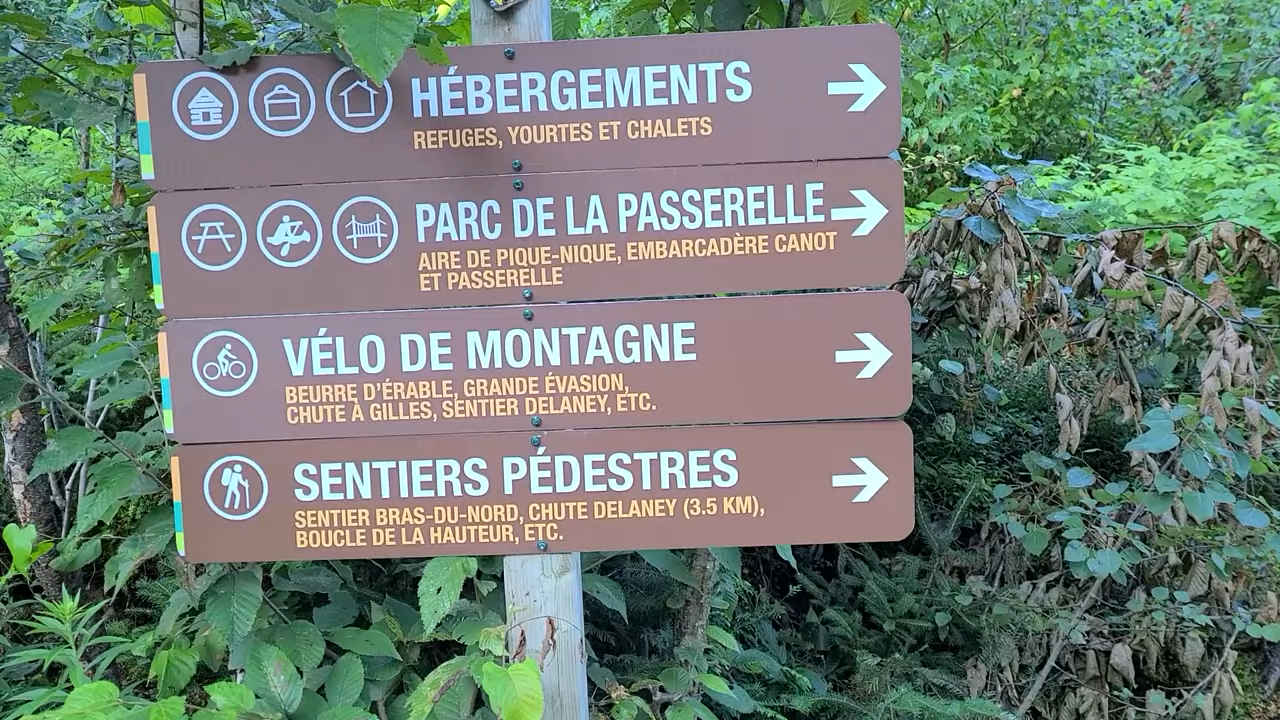 HÉBERGEMENTS
REFUGES, YOURTES ET CHALETS
PARC DE LA PASSERELLE
AIRE DE PIQUE-NIQUE, EMBARCADÈRE CANOT
ET PASSERELLE
VÉLO DE MONTAGNE
BEURRE D'ÉRABLE, GRANDE ÉVASION,
CHUTE À GILLES, SENTIER DELANEY, ETC.
SENTIERS PÉDESTRES
SENTIER BRAS-DU-NORD, CHUTE DELANEY (3.5 KM),
BOUCLE DE LA HAUTEUR, ETC.